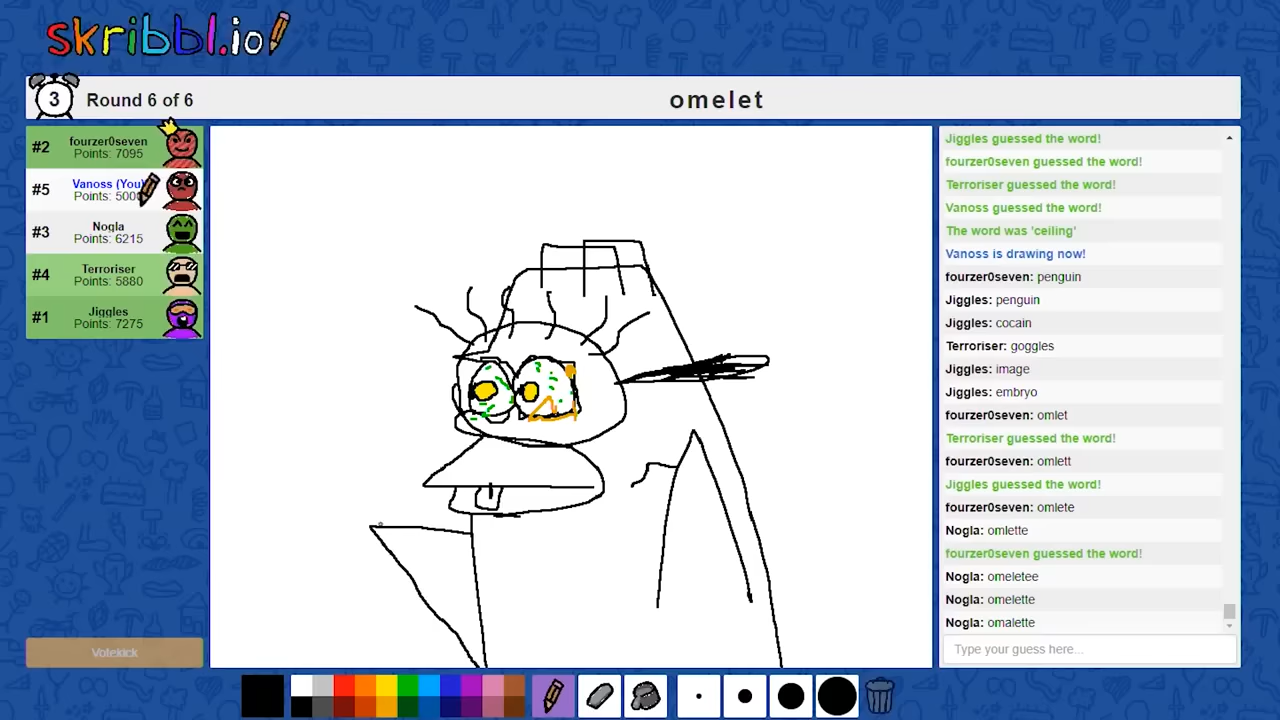 skribbl.io
3
Round 6 of 6
omelet
#2
fourzer0seven
Points: 7095
#5
Vanoss (You)
Points: 5000
#3
Nogla
Points: 6215
#4
Terroriser
Points: 5880
#1
Jiggles
Points: 7275
Votekick
Jiggles guessed the word!
fourzer0seven guessed the word!
Terroriser guessed the word!
Vanoss guessed the word!
The word was 'ceiling'
Vanoss is drawing now!
fourzer0seven: penguin
Jiggles: penguin
Jiggles: cocain
Terroriser: goggles
Jiggles: image
Jiggles: embryo
fourzer0seven: omlet
Terroriser guessed the word!
fourzer0seven: omlett
Jiggles guessed the word!
fourzer0seven: omlete
Nogla: omlette
fourzer0seven guessed the word!
Nogla: omeletee
Nogla: omelette
Nogla: omalette
Type your guess here...